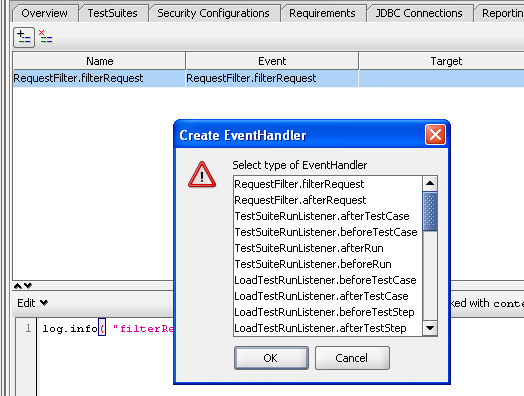 Overview TestSuites Security Configurations Requirements JDBC Connections Reportin
Name Event Target
RequestFilter.filterRequest RequestFilter.filterRequest
Create EventHandler
Select type of EventHandler
RequestFilter.filterRequest
RequestFilter.afterRequest
TestSuiteRunListener.afterTestCase
TestSuiteRunListener.beforeTestCase
TestSuiteRunListener.afterRun
TestSuiteRunListener.beforeRun
LoadTestRunListener.beforeTestCase
LoadTestRunListener.afterTestCase
LoadTestRunListener.beforeTestStep
LoadTestRunListener.afterTestStep
Edit ked with conte
1 log.info( "filterRe
OK Cancel